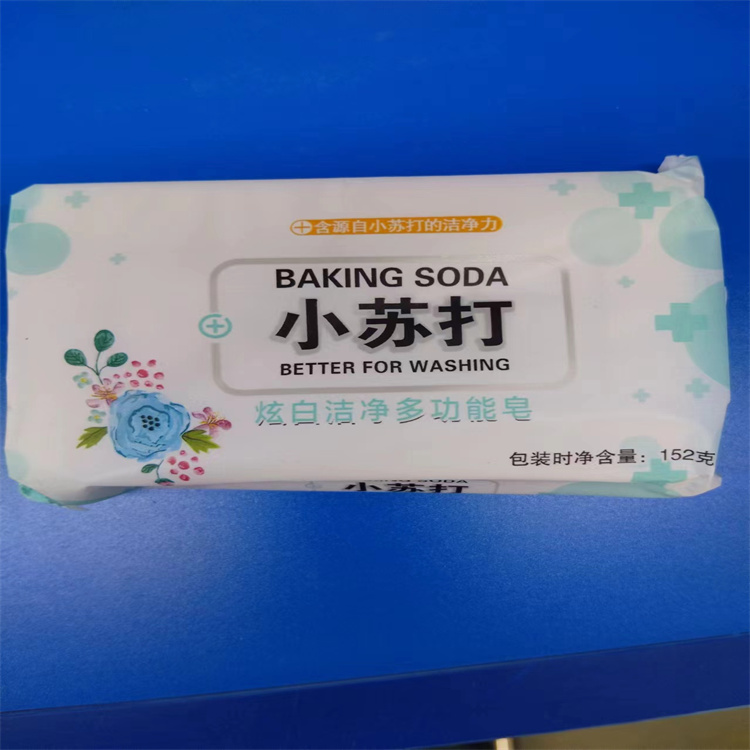 含源自小苏打的洁净力
BAKING SODA
小苏打
BETTER FOR WASHING
炫白洁净多功能皂
包装时净含量：152克
SODA
小苏打